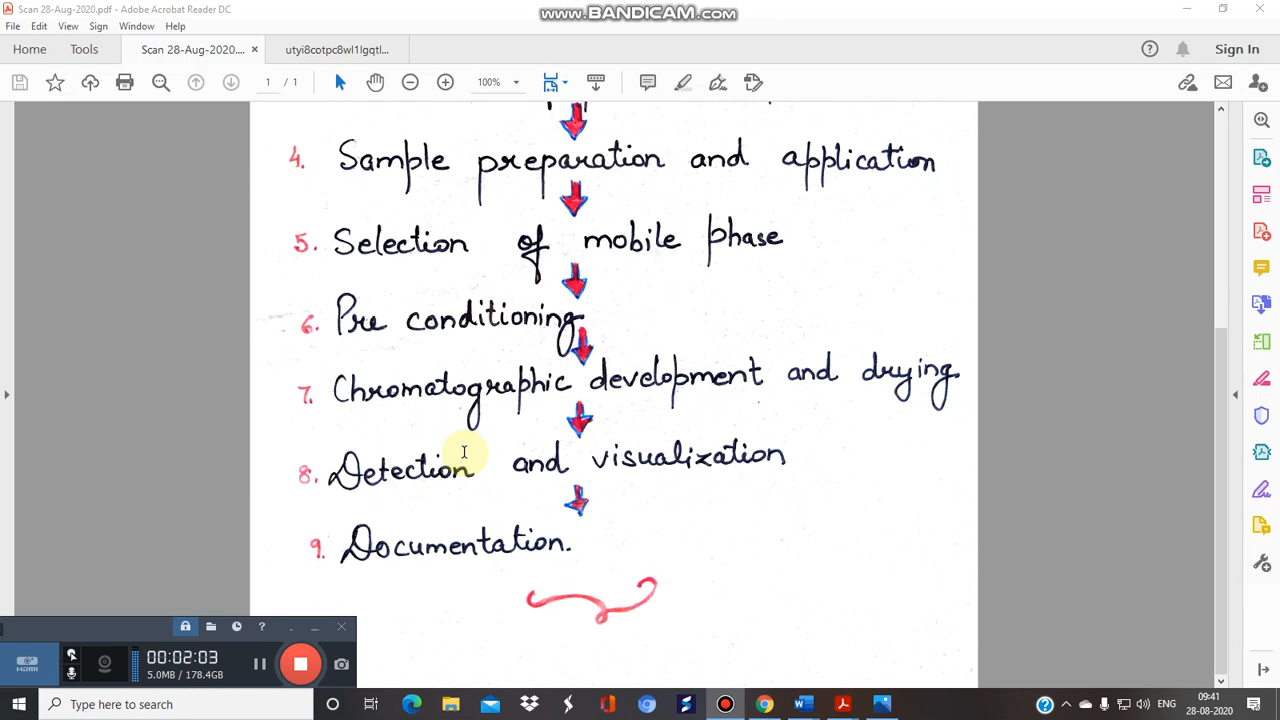 Scan 28-Aug-2020.pdf - Adobe Acrobat Reader DC
www.BANDICAM.com
File Edit View Sign Window Help
Home Tools Scan 28-Aug-2020.... × utyi8cotpc8wl1lgqtl... Sign In
1 / 1 100%
4. Sample preparation and application
5. Selection of mobile phase
6. Pre conditioning
7. Chromatographic development and drying
8. Detection and visualization
9. Documentation.
HDMI 00:02:03
5.0MB / 178.4GB
Type here to search
09:41
28-08-2020